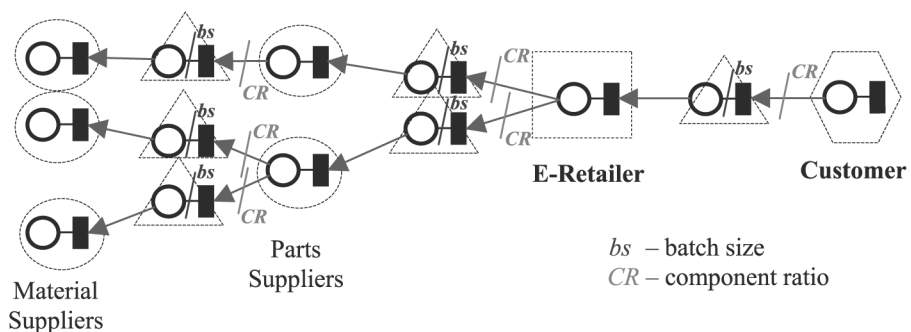 bs
bs
CR
bs
CR
bs
CR
bs
CR
CR
bs
CR
bs
CR
E-Retailer
Customer
Parts
Suppliers
bs – batch size
CR – component ratio
Material
Suppliers